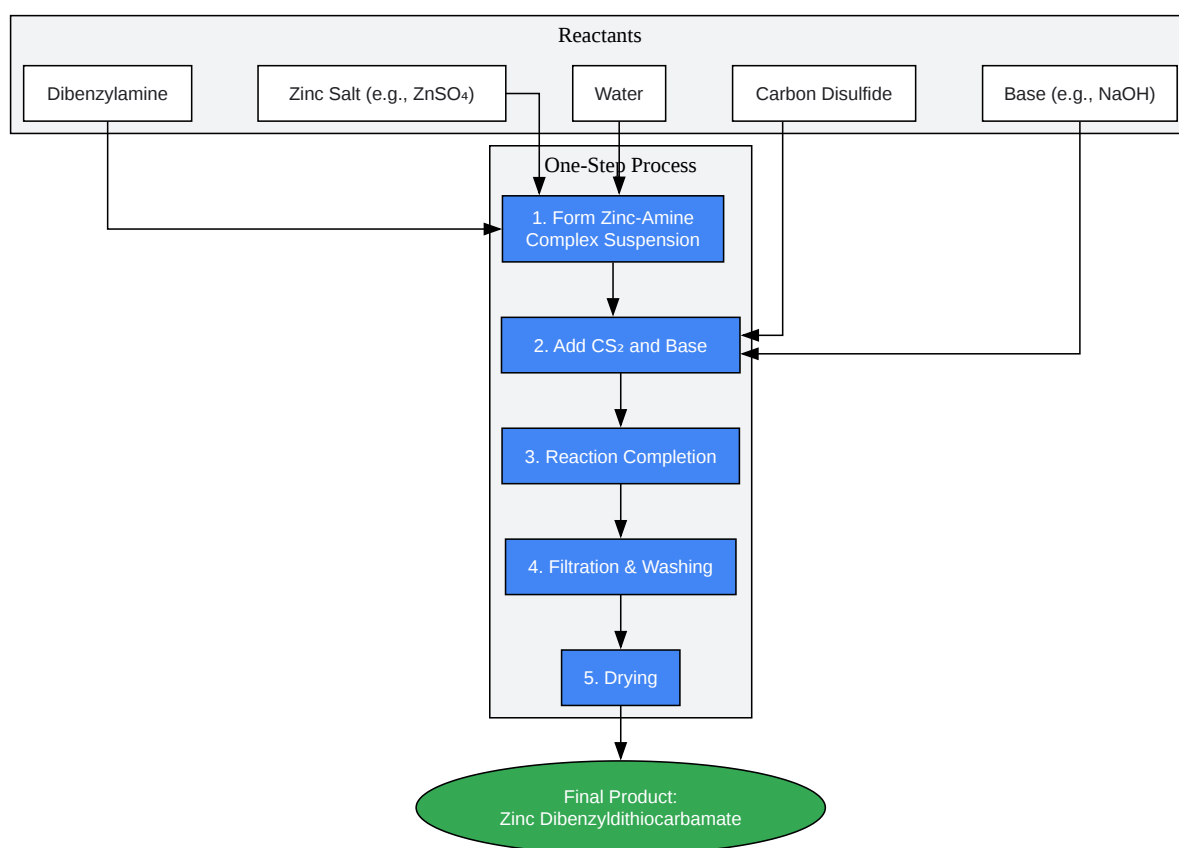 Reactants
Dibenzylamine
Zinc Salt (e.g., ZnSO₄)
Water
Carbon Disulfide
Base (e.g., NaOH)
One-Step Process
1. Form Zinc-Amine
Complex Suspension
2. Add CS₂ and Base
3. Reaction Completion
4. Filtration & Washing
5. Drying
Final Product:
Zinc Dibenzyldithiocarbamate